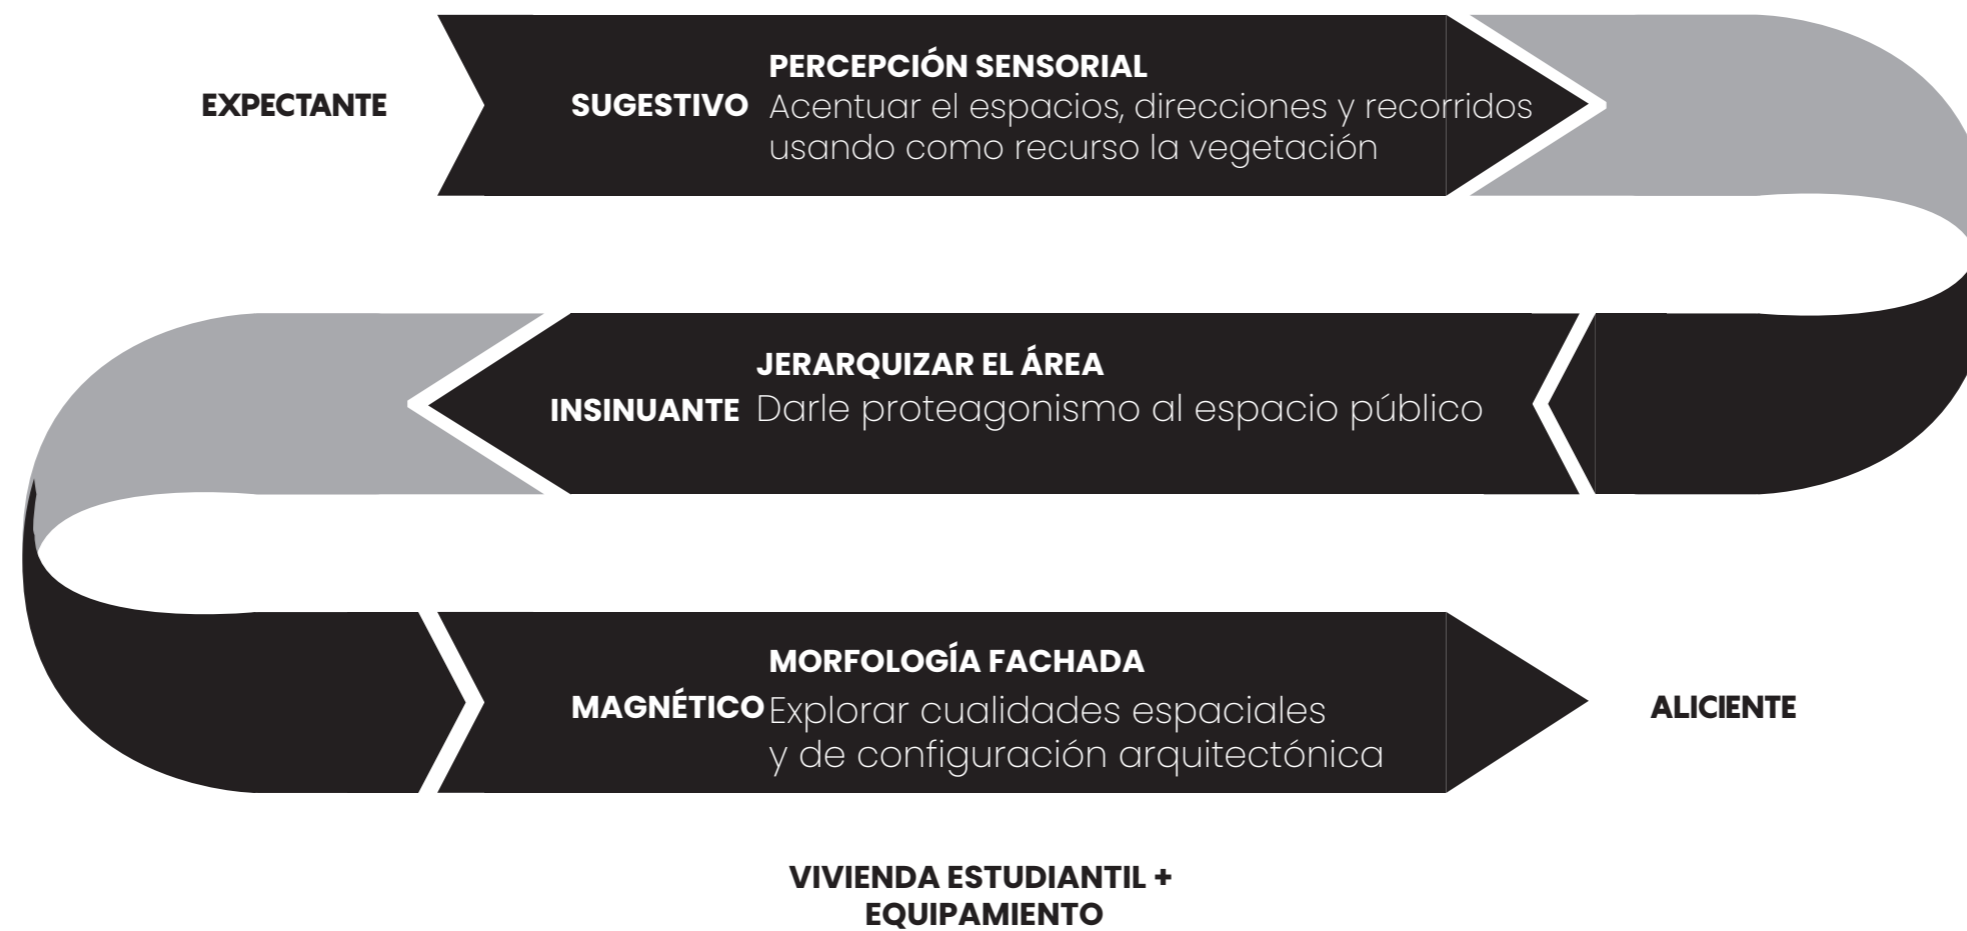 EXPECTANTE
SUGESTIVO
PERCEPCIÓN SENSORIAL
Acentuar el espacios, direcciones y recorridos
usando como recurso la vegetación
INSINUANTE
JERARQUIZAR EL ÁREA
Darle proteagonismo al espacio público
MAGNÉTICO
MORFOLOGÍA FACHADA
Explorar cualidades espaciales
y de configuración arquitectónica
ALICIENTE
VIVIENDA ESTUDIANTIL +
EQUIPAMIENTO